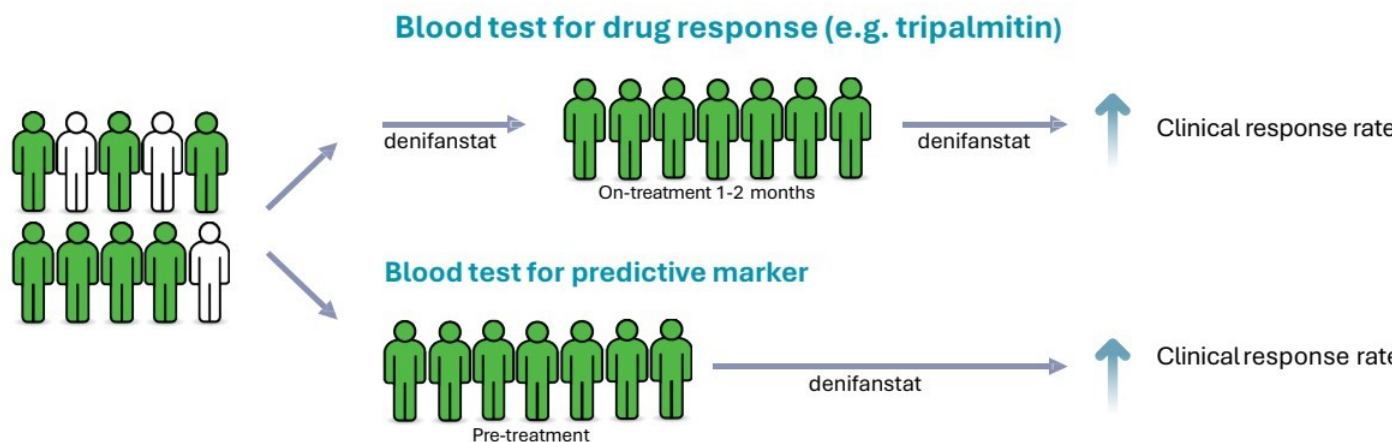 Blood test for drug response (e.g. tripalmitin)
denifanstat
On-treatment 1-2 months
denifanstat
Clinical response rate
Blood test for predictive marker
Pre-treatment
denifanstat
Clinical response rate